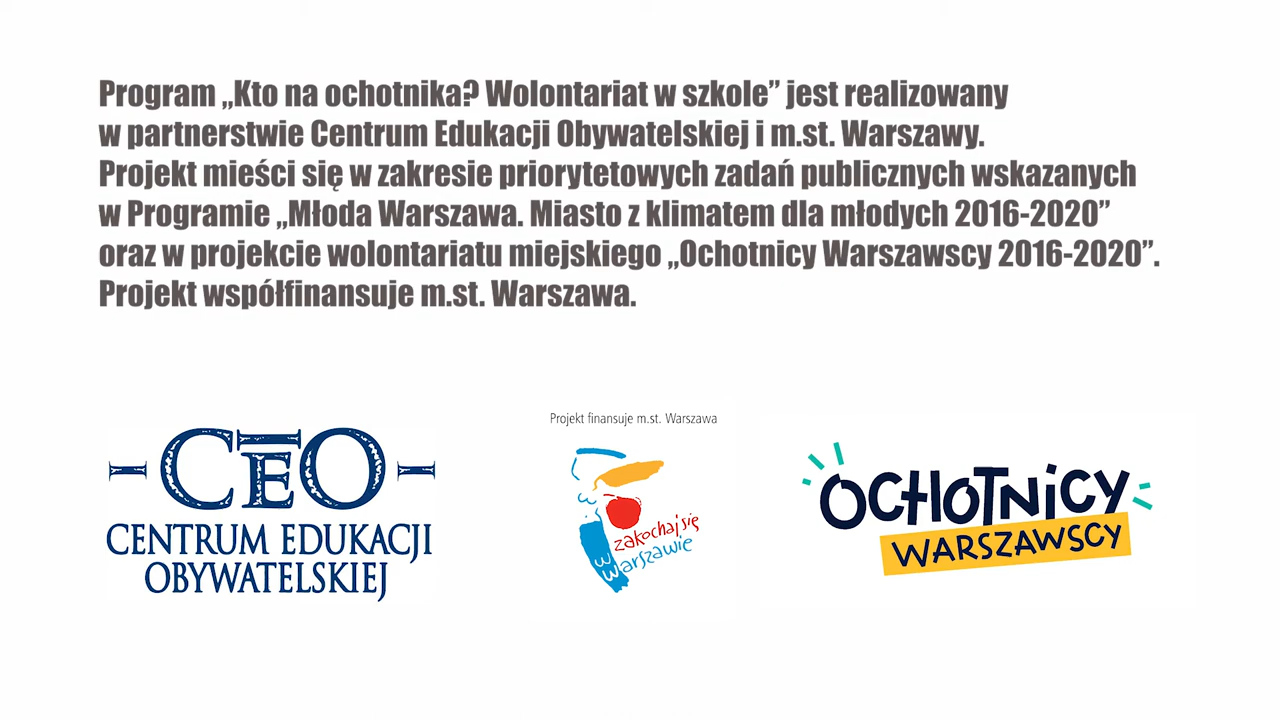 Program „Kto na ochotnika? Wolontariat w szkole” jest realizowany
w partnerstwie Centrum Edukacji Obywatelskiej i m.st. Warszawy.
Projekt mieści się w zakresie priorytetowych zadań publicznych wskazanych
w Programie „Młoda Warszawa. Miasto z klimatem dla młodych 2016-2020”
oraz w projekcie wolontariatu miejskiego „Ochotnicy Warszawscy 2016-2020”.
Projekt współfinansuje m.st. Warszawa.
CEO
CENTRUM EDUKACJI
OBYWATELSKIEJ
Projekt finansuje m.st. Warszawa
zakochaj się
w warszawie
OCHOTNICY
WARSZAWSCY